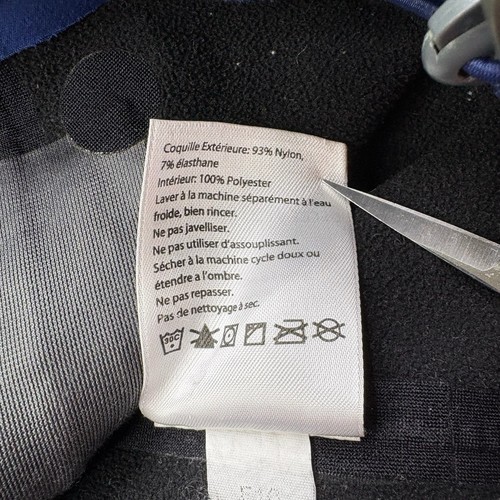 Coquille Extérieure: 93% Nylon,
7% élasthane
Intérieur: 100% Polyester
Laver à la machine séparément à l'eau
froide, bien rincer.
Ne pas javelliser.
Ne pas utiliser d'assouplissant.
Sécher à la machine cycle doux ou
étendre a l'ombre.
Ne pas repasser.
Pas de nettoyage à sec.
30C